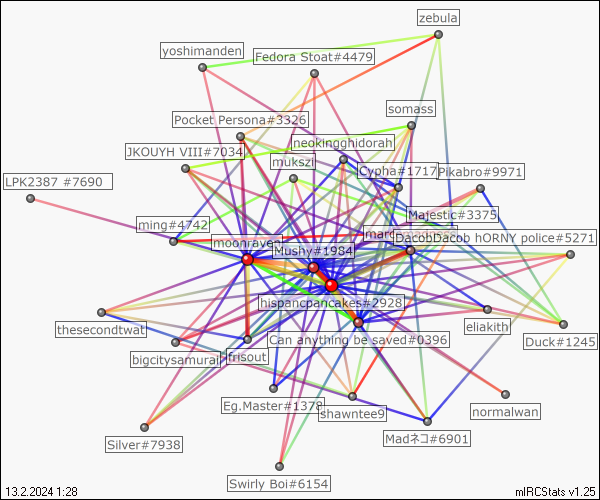 zebula
yoshimanden
Fedora Stoat#4479
somass
Pocket Persona#3326
neokingghidorah
JKOUYH VIII#7034
mukszi
Cypha#1717
Pikabro#9971
LPK2387 #7690
ming#4742
Majestic#3375
moonraven
Mushy#1984
DacobDacob hORNY police#5271
hispancpancakes#2928
thesecondtwat
Can anything be saved#0396
eliakith
Duck#1245
bigcitysamurai
frisout
Eg.Master#1378
shawntee9
normalwan
Silver#7938
Madネコ#6901
Swirly Boi#6154
13.2.2024 1:28
mIRCStats v1.25